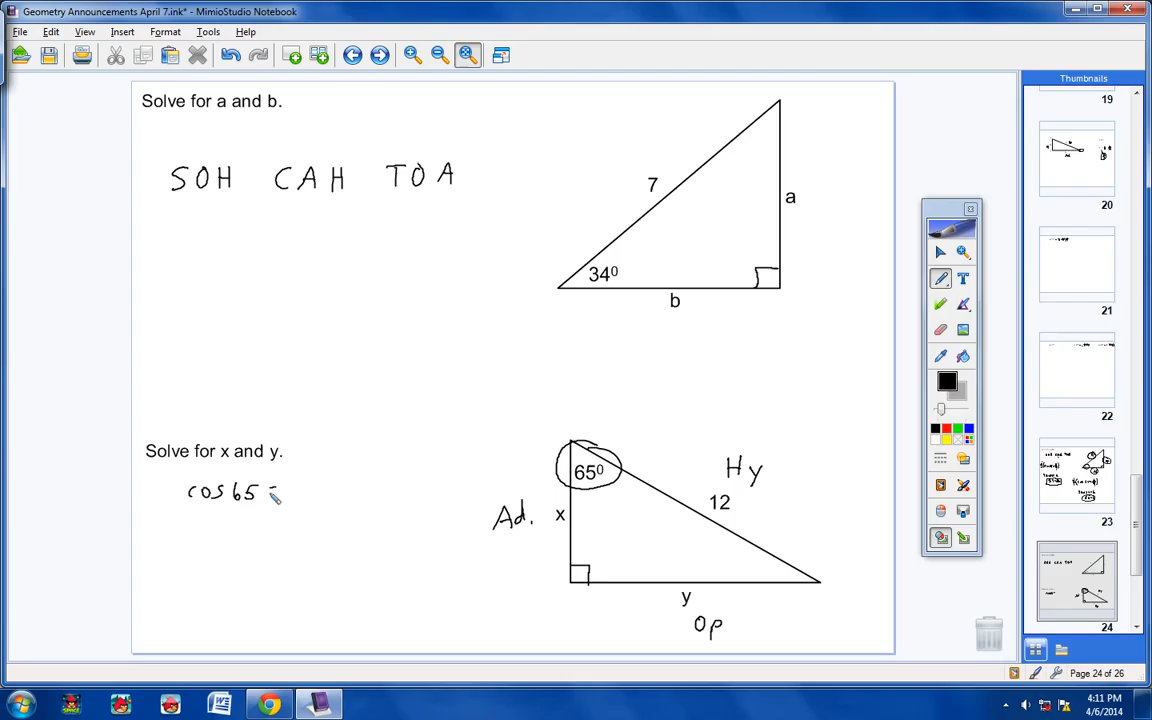 Geometry Announcements April 7.ink* - MimioStudio Notebook
File Edit View Insert Format Tools Help
Thumbnails
Solve for a and b.
SOH CAH TOA
7
a
34⁰
b
Solve for x and y.
cos 65 =
65⁰
Hy
12
Ad. x
y
Op
19
20
21
22
23
24
Page 24 of 26
4:11 PM
4/6/2014